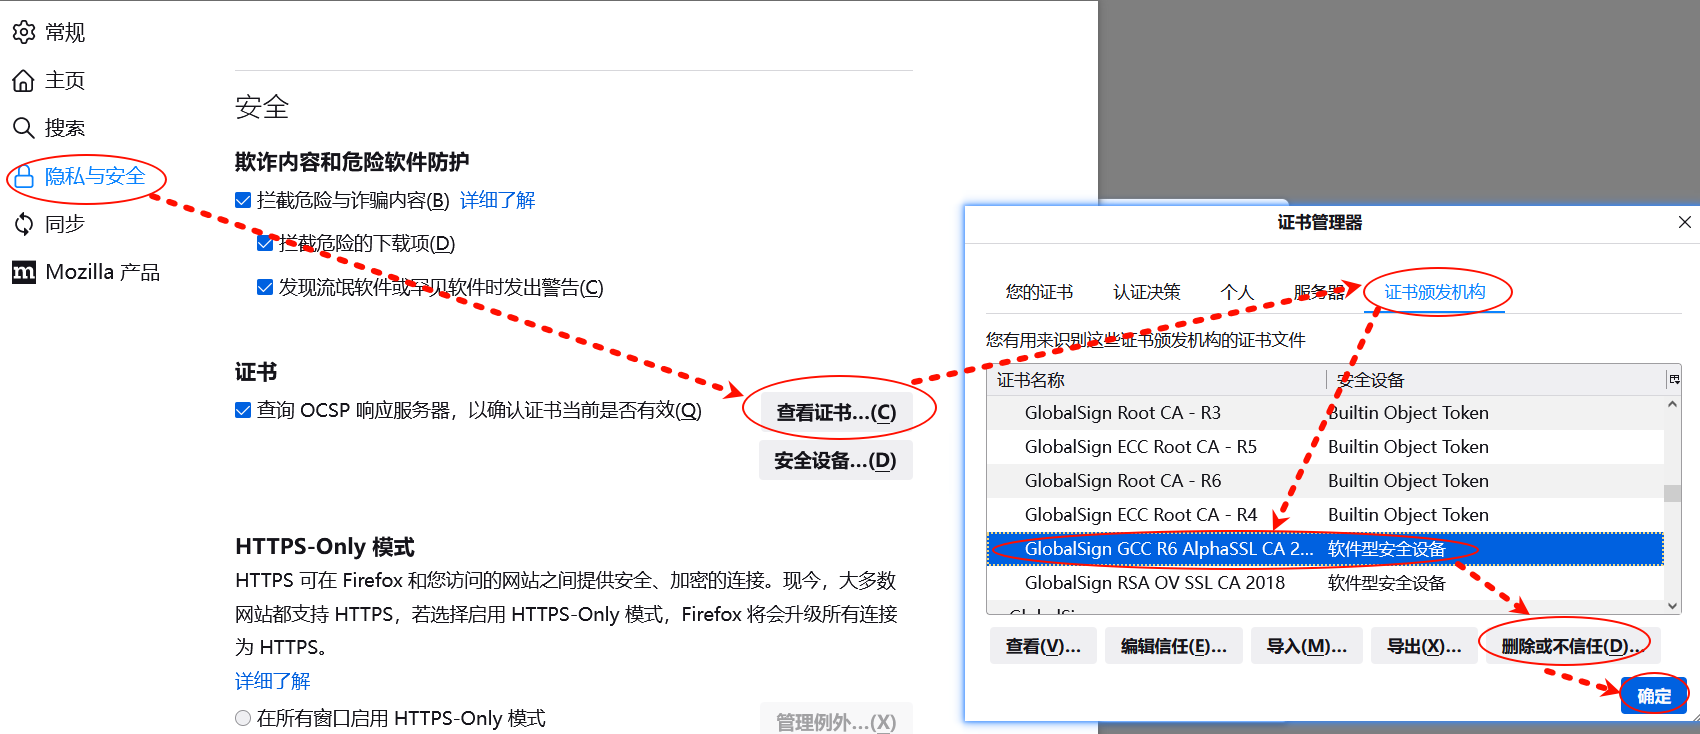 常规
主页
搜索
隐私与安全
同步
Mozilla 产品
安全
欺诈内容和危险软件防护
拦截危险与诈骗内容(B) 详细了解
拦截危险的下载项(D)
发现流氓软件或罕见软件时发出警告(C)
证书
查询 OCSP 响应服务器，以确认证书当前是否有效(Q)
查看证书...(C)
安全设备...(D)
HTTPS-Only 模式
HTTPS 可在 Firefox 和您访问的网站之间提供安全、加密的连接。现今，大多数
网站都支持 HTTPS，若选择启用 HTTPS-Only 模式，Firefox 将会升级所有连接
为 HTTPS。
详细了解
在所有窗口启用 HTTPS-Only 模式
管理例外...(X)
证书管理器
您的证书 认证决策 个人 服务器 证书颁发机构
您有用来识别这些证书颁发机构的证书文件
证书名称 安全设备
GlobalSign Root CA - R3 Builtin Object Token
GlobalSign ECC Root CA - R5 Builtin Object Token
GlobalSign Root CA - R6 Builtin Object Token
GlobalSign ECC Root CA - R4 Builtin Object Token
GlobalSign GCC R6 AlphaSSL CA 2... 软件型安全设备
GlobalSign RSA OV SSL CA 2018 软件型安全设备
GlobalSign
查看(V)... 编辑信任(E)... 导入(M)... 导出(X)... 删除或不信任(D)...
确定